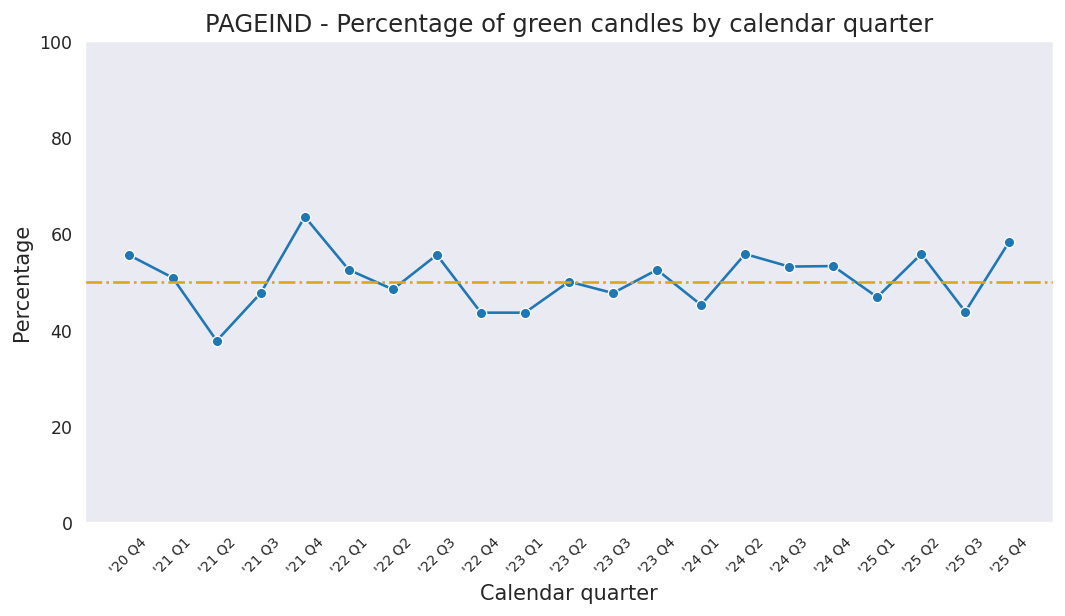 PAGEIND - Percentage of green candles by calendar quarter
100
80
60
40
20
0
Percentage
'20 Q4
'21 Q1
'21 Q2
'21 Q3
'21 Q4
'22 Q1
'22 Q2
'22 Q3
'22 Q4
'23 Q1
'23 Q2
'23 Q3
'23 Q4
'24 Q1
'24 Q2
'24 Q3
'24 Q4
'25 Q1
'25 Q2
'25 Q3
'25 Q4
Calendar quarter